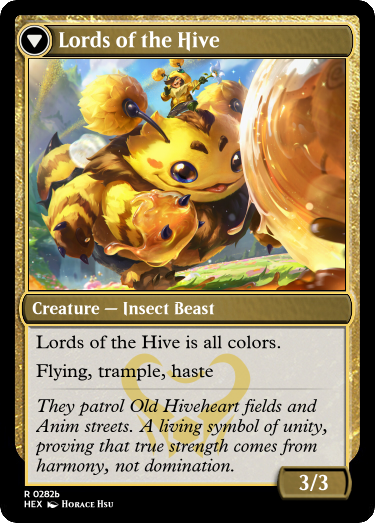 Lords of the Hive
Creature — Insect Beast
Lords of the Hive is all colors.
Flying, trample, haste
They patrol Old Hiveheart fields and
Anim streets. A living symbol of unity,
proving that true strength comes from
harmony, not domination.
3/3
R 0282b
HEX Horace Hsu